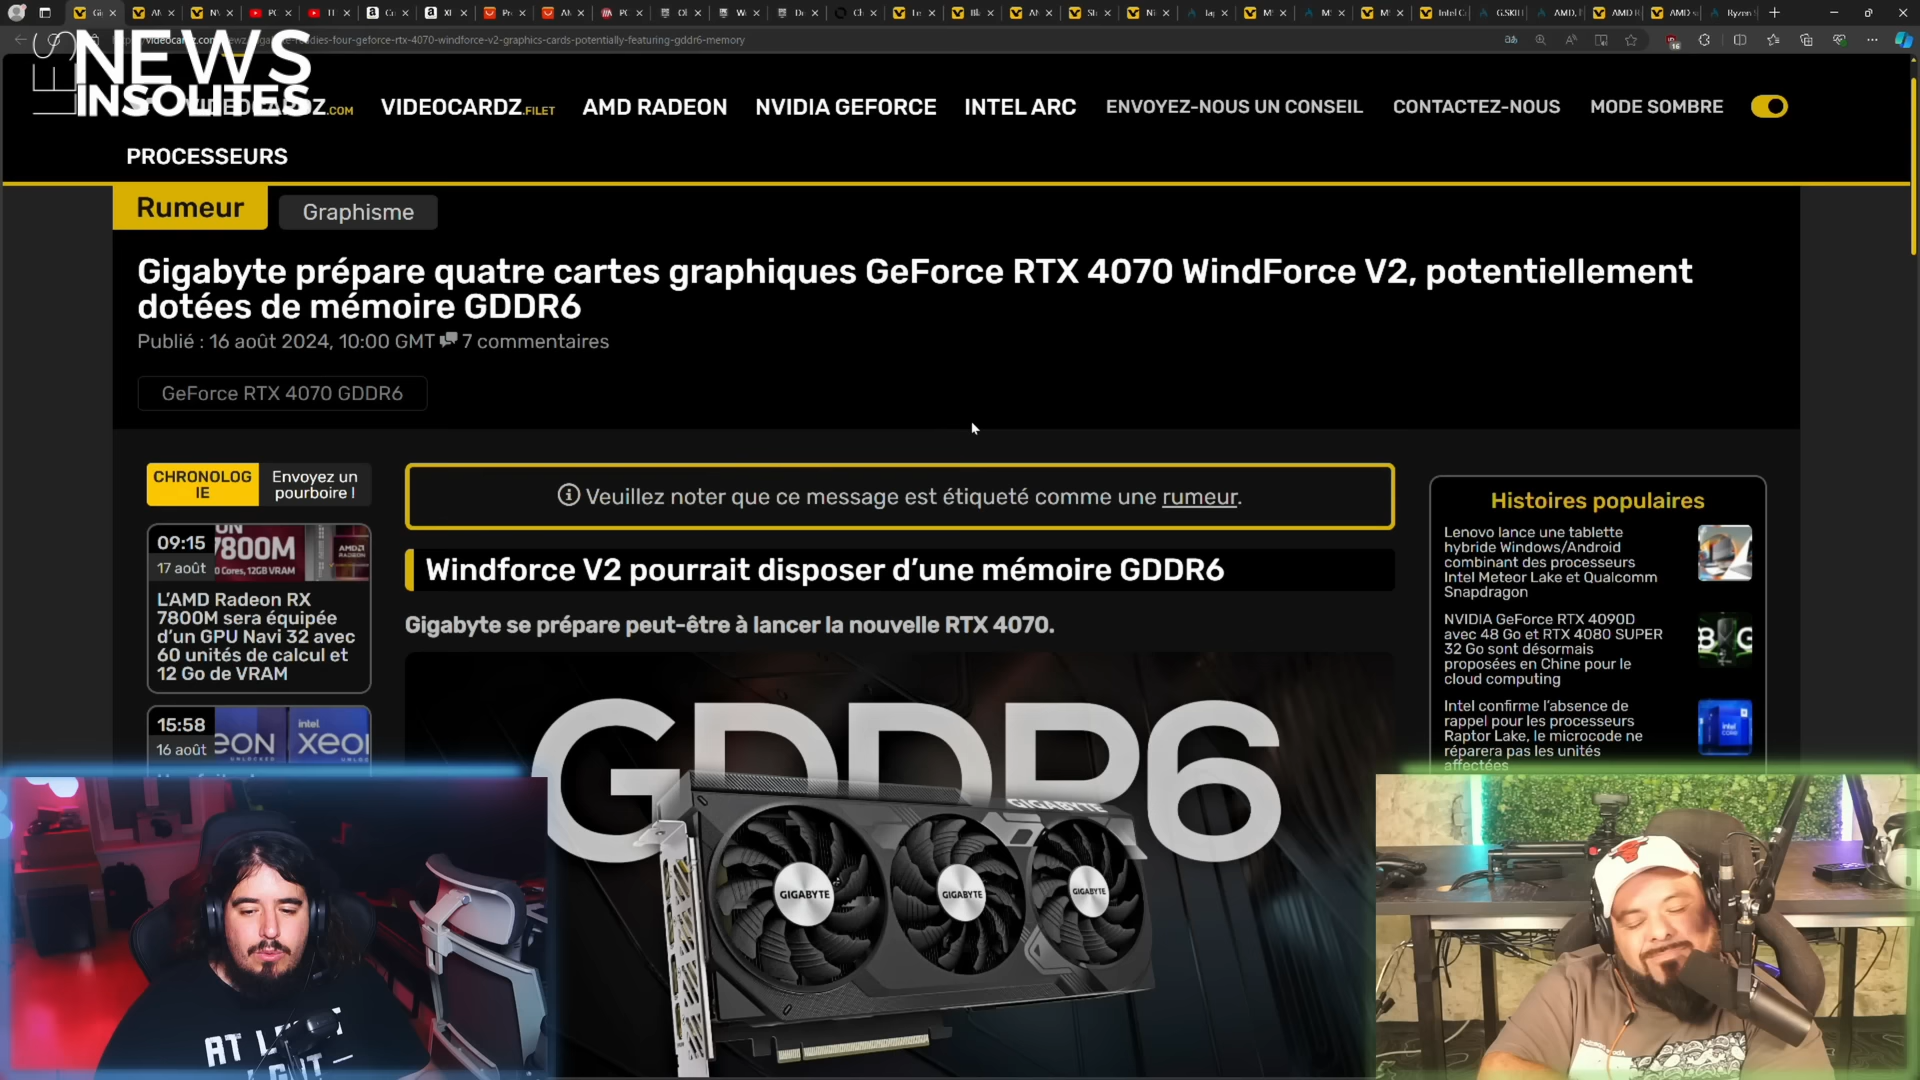 LES NEWS
INSOLITES
VIDEOCARDZ.COM
VIDEOCARDZ.FILET
AMD RADEON
NVIDIA GEFORCE
INTEL ARC
ENVOYEZ-NOUS UN CONSEIL
CONTACTEZ-NOUS
MODE SOMBRE
PROCESSEURS
Rumeur
Graphisme
Gigabyte prépare quatre cartes graphiques GeForce RTX 4070 WindForce V2, potentiellement
dotées de mémoire GDDR6
Publié : 16 août 2024, 10:00 GMT 7 commentaires
GeForce RTX 4070 GDDR6
CHRONOLOG
IE
Envoyez un
pourboire !
09:15
17 août
7800M
AMD
RADEON
12GB VRAM
L'AMD Radeon RX
7800M sera équipée
d'un GPU Navi 32 avec
60 unités de calcul et
12 Go de VRAM
15:58
16 août
intel
Veuillez noter que ce message est étiqueté comme une rumeur.
Windforce V2 pourrait disposer d'une mémoire GDDR6
Gigabyte se prépare peut-être à lancer la nouvelle RTX 4070.
GDDR6
GIGABYTE
GIGABYTE
GIGABYTE
GIGABYTE
Histoires populaires
Lenovo lance une tablette
hybride Windows/Android
combinant des processeurs
Intel Meteor Lake et Qualcomm
Snapdragon
NVIDIA GeForce RTX 4090D
avec 48 Go et RTX 4080 SUPER
32 Go sont désormais
proposées en Chine pour le
cloud computing
Intel confirme l'absence de
rappel pour les processeurs
Raptor Lake, le microcode ne
réparera pas les unités
affectées